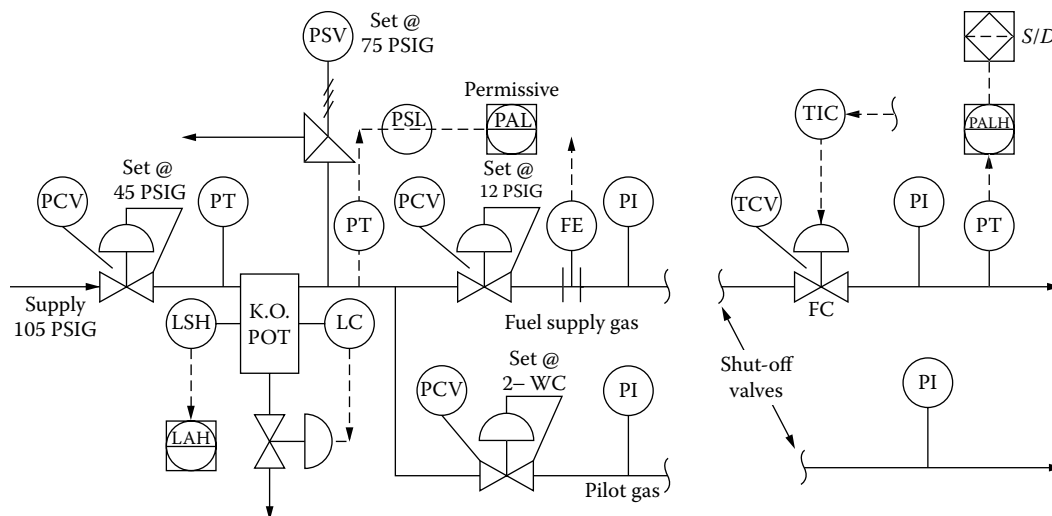 PSV
Set @
75 PSIG
S/D
Permissive
PSL
PAL
TIC
PALH
Set @
45 PSIG
Set @
12 PSIG
PCV
PT
PT
PCV
FE
PI
TCV
PI
PT
Supply
105 PSIG
LSH
K.O.
POT
LC
Fuel supply gas
FC
Set @
2– WC
Shut-off
valves
PCV
PI
PI
LAH
Pilot gas